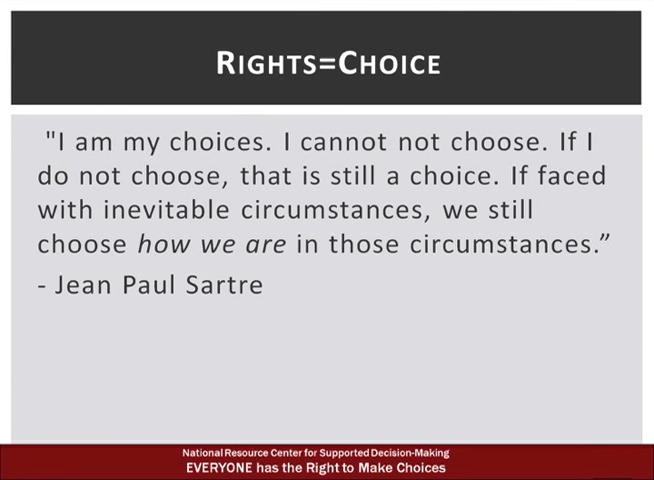 RIGHTS=CHOICE
"I am my choices. I cannot not choose. If I
do not choose, that is still a choice. If faced
with inevitable circumstances, we still
choose how we are in those circumstances.”
- Jean Paul Sartre
National Resource Center for Supported Decision-Making
EVERYONE has the Right to Make Choices